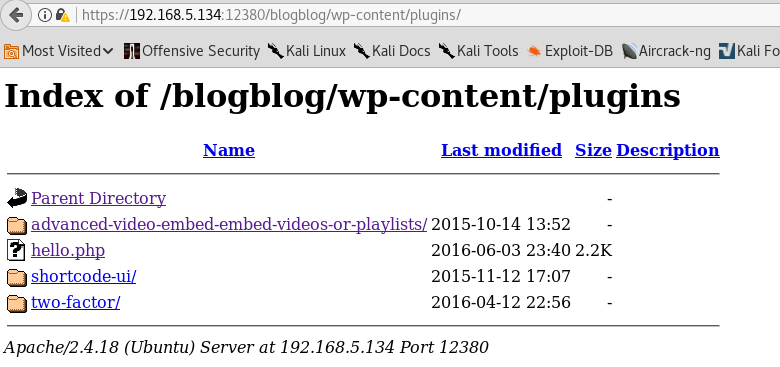 https://192.168.5.134:12380/blogblog/wp-content/plugins/
Most Visited Offensive Security Kali Linux Kali Docs Kali Tools Exploit-DB Aircrack-ng Kali Fo
Index of /blogblog/wp-content/plugins
Name Last modified Size Description
Parent Directory -
advanced-video-embed-embed-videos-or-playlists/ 2015-10-14 13:52 -
hello.php 2016-06-03 23:40 2.2K
shortcode-ui/ 2015-11-12 17:07 -
two-factor/ 2016-04-12 22:56 -
Apache/2.4.18 (Ubuntu) Server at 192.168.5.134 Port 12380